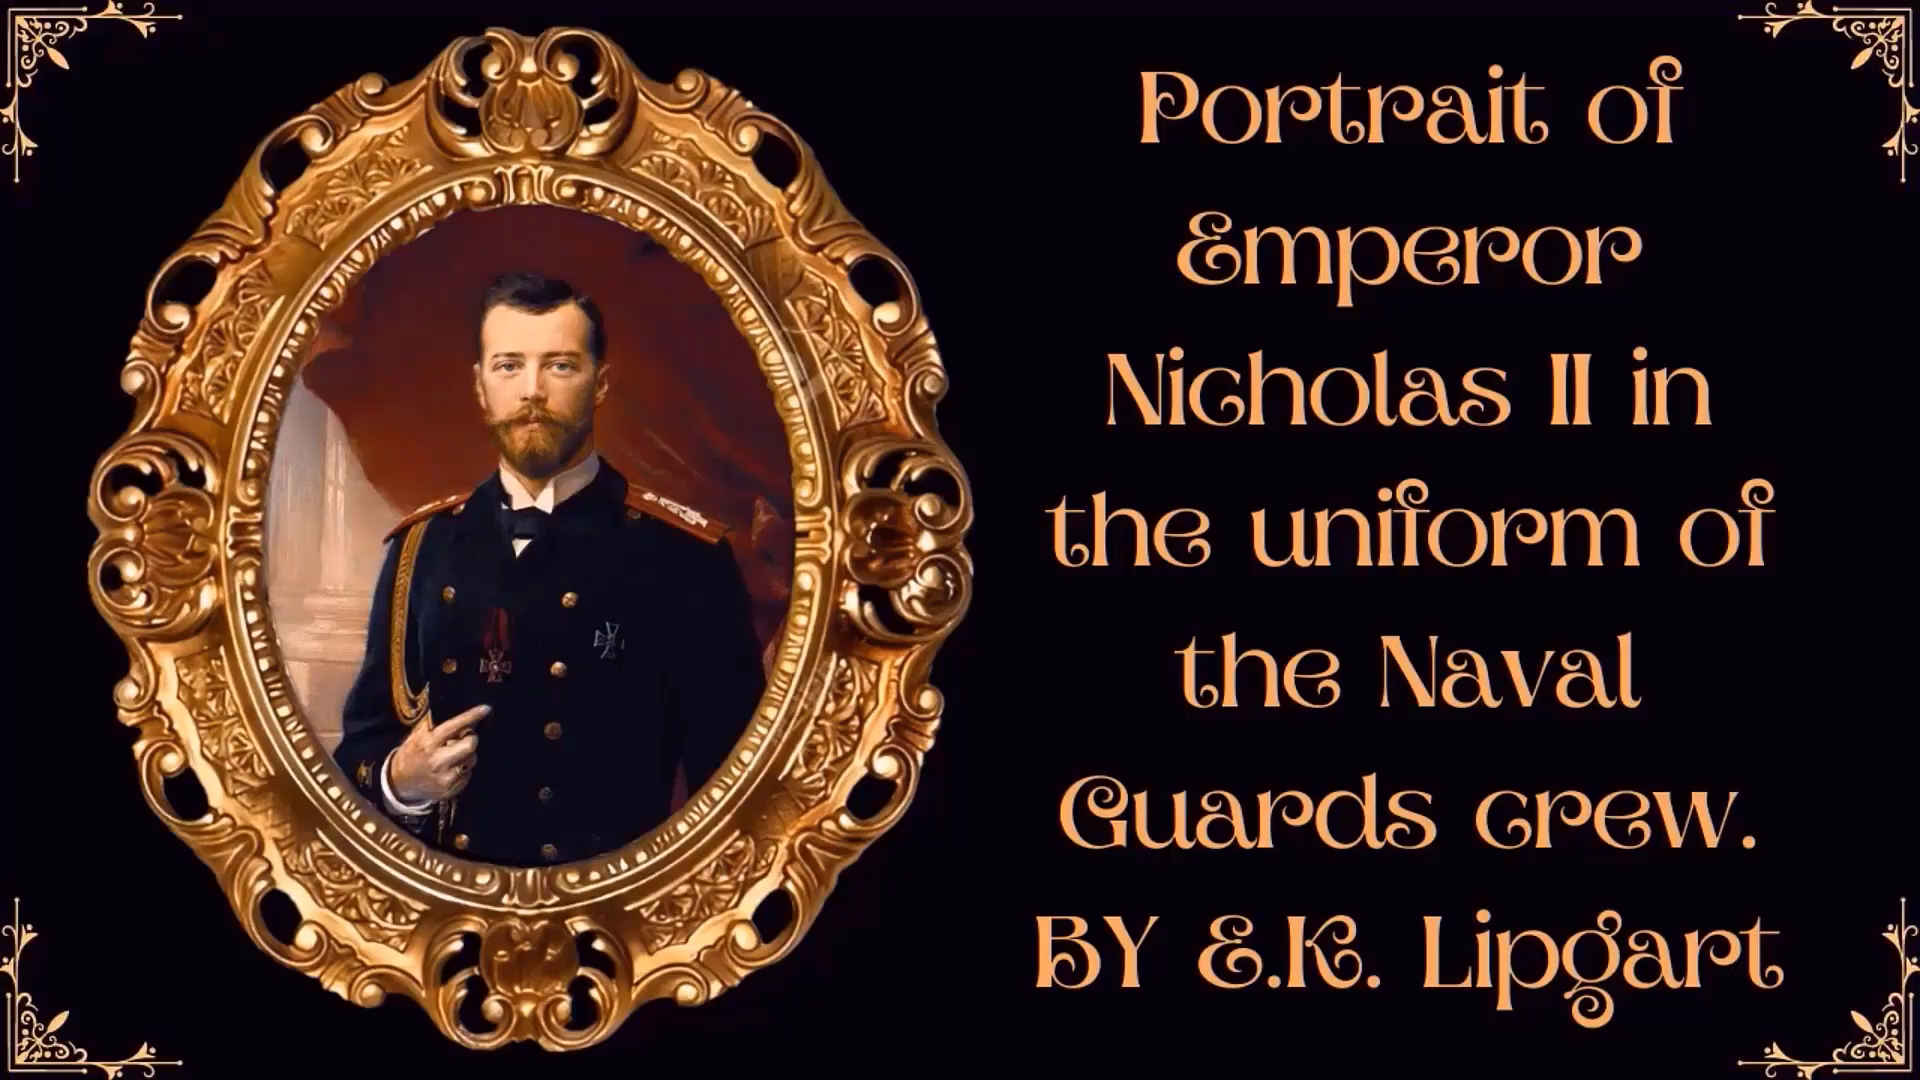 Portrait of
Emperor
Nicholas II in
the uniform of
the Naval
Guards crew.
BY E.K. Lipgart